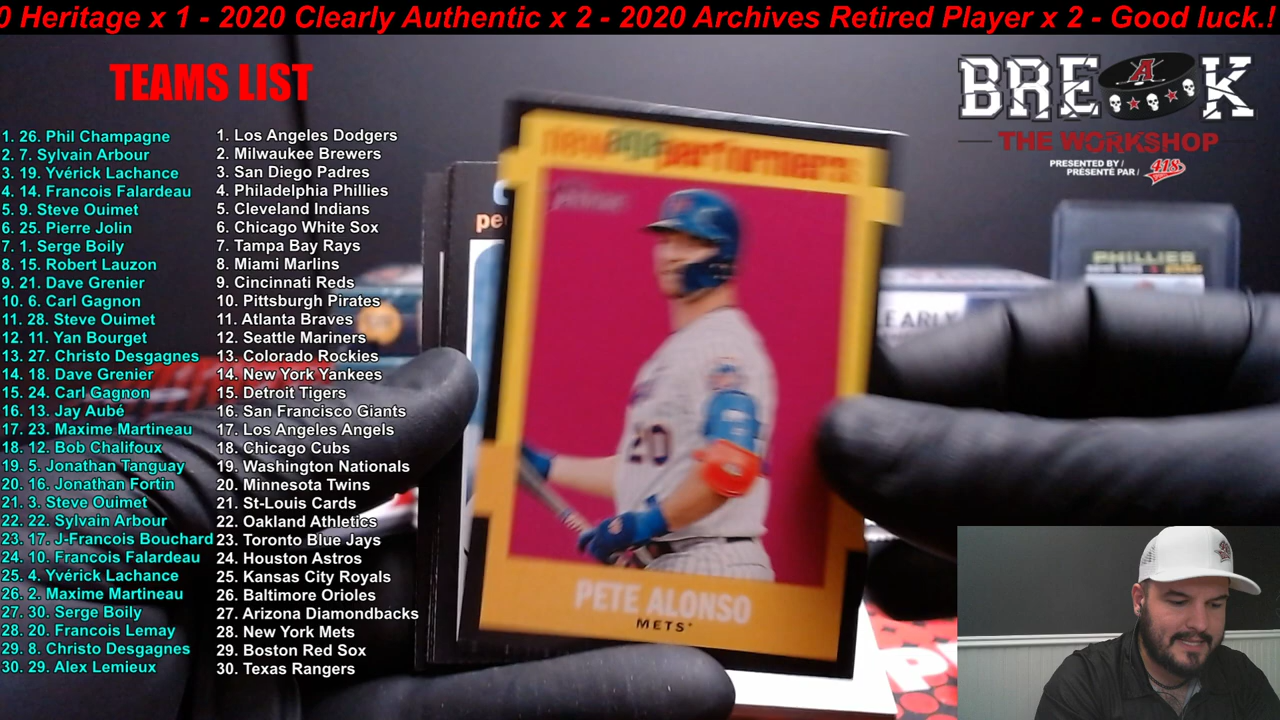 0 Heritage x 1 - 2020 Clearly Authentic x 2 - 2020 Archives Retired Player x 2 - Good luck.!
TEAMS LIST
1. 26. Phil Champagne
2. 7. Sylvain Arbour
3. 19. Yvérick Lachance
4. 14. Francois Falardeau
5. 9. Steve Ouimet
6. 25. Pierre Jolin
7. 1. Serge Boily
8. 15. Robert Lauzon
9. 21. Dave Grenier
10. 6. Carl Gagnon
11. 28. Steve Ouimet
12. 11. Yan Bourget
13. 27. Christo Desgagnes
14. 18. Dave Grenier
15. 24. Carl Gagnon
16. 13. Jay Aubé
17. 23. Maxime Martineau
18. 12. Bob Chalifoux
19. 5. Jonathan Tanguay
20. 16. Jonathan Fortin
21. 3. Steve Ouimet
22. 22. Sylvain Arbour
23. 17. J-Francois Bouchard
24. 10. Francois Falardeau
25. 4. Yvérick Lachance
26. 2. Maxime Martineau
27. 30. Serge Boily
28. 20. Francois Lemay
29. 8. Christo Desgagnes
30. 29. Alex Lemieux
1. Los Angeles Dodgers
2. Milwaukee Brewers
3. San Diego Padres
4. Philadelphia Phillies
5. Cleveland Indians
6. Chicago White Sox
7. Tampa Bay Rays
8. Miami Marlins
9. Cincinnati Reds
10. Pittsburgh Pirates
11. Atlanta Braves
12. Seattle Mariners
13. Colorado Rockies
14. New York Yankees
15. Detroit Tigers
16. San Francisco Giants
17. Los Angeles Angels
18. Chicago Cubs
19. Washington Nationals
20. Minnesota Twins
21. St-Louis Cards
22. Oakland Athletics
23. Toronto Blue Jays
24. Houston Astros
25. Kansas City Royals
26. Baltimore Orioles
27. Arizona Diamondbacks
28. New York Mets
29. Boston Red Sox
30. Texas Rangers
new age performers
pe
20
PETE ALONSO
METS
BREAK
THE WORKSHOP
PRESENTED BY /
PRÉSENTÉ PAR /
418
PHILLIES
EARLY